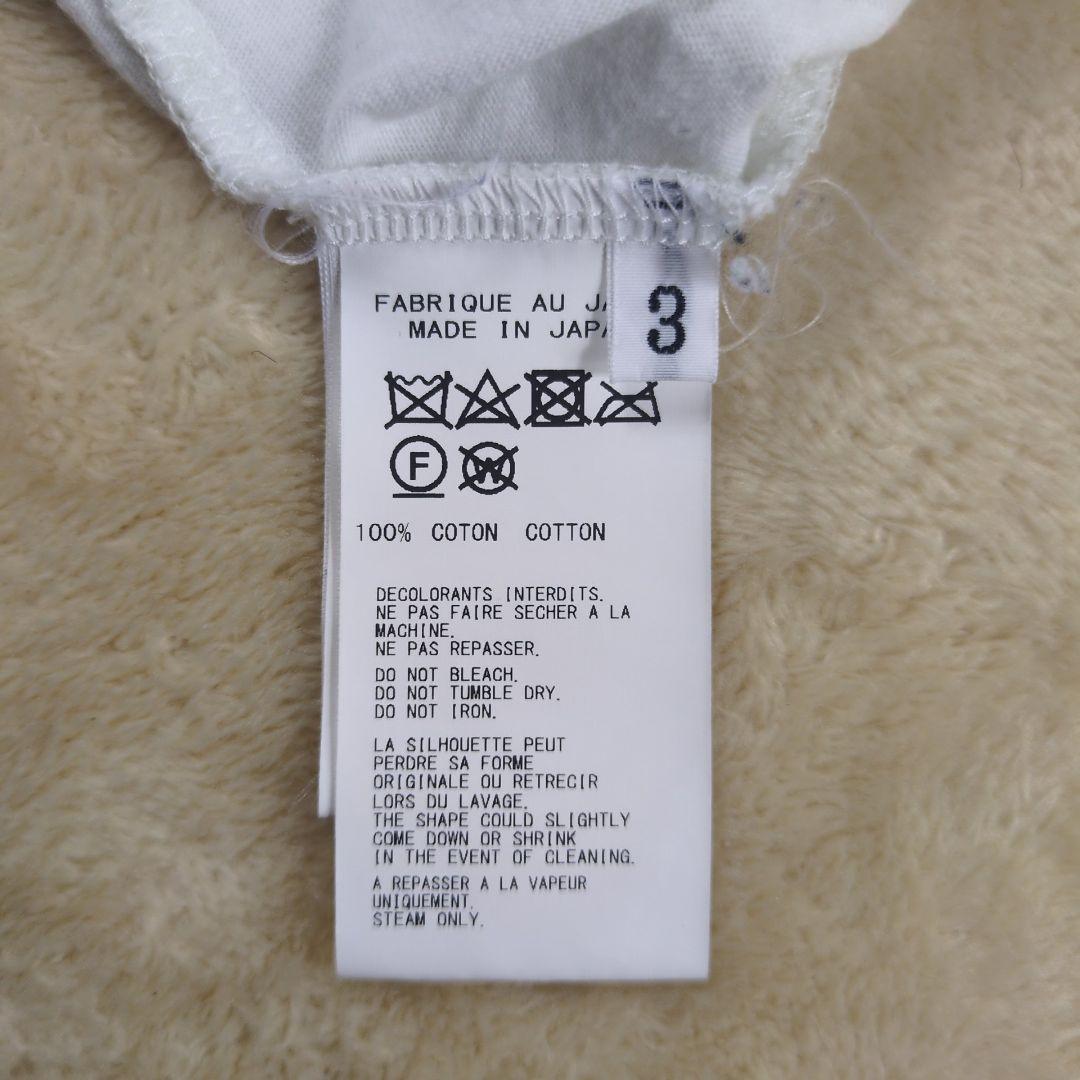 FABRIQUE AU
MADE IN
3
F
W
100% COTON COTTON
DECOLORANTS INTERDITS.
NE PAS FAIRE SECHER A LA
MACHINE.
NE PAS REPASSER.
DO NOT BLEACH.
DO NOT TUMBLE DRY.
DO NOT IRON.
LA SILHOUETTE PEUT
PERDRE SA FORME
ORIGINALE OU RETRECIR
LORS DU LAVAGE.
THE SHAPE COULD SLIGHTLY
COME DOWN OR SHRINK
IN THE EVENT OF CLEANING.
A REPASSER A LA VAPEUR
UNIQUEMENT.
STEAM ONLY.